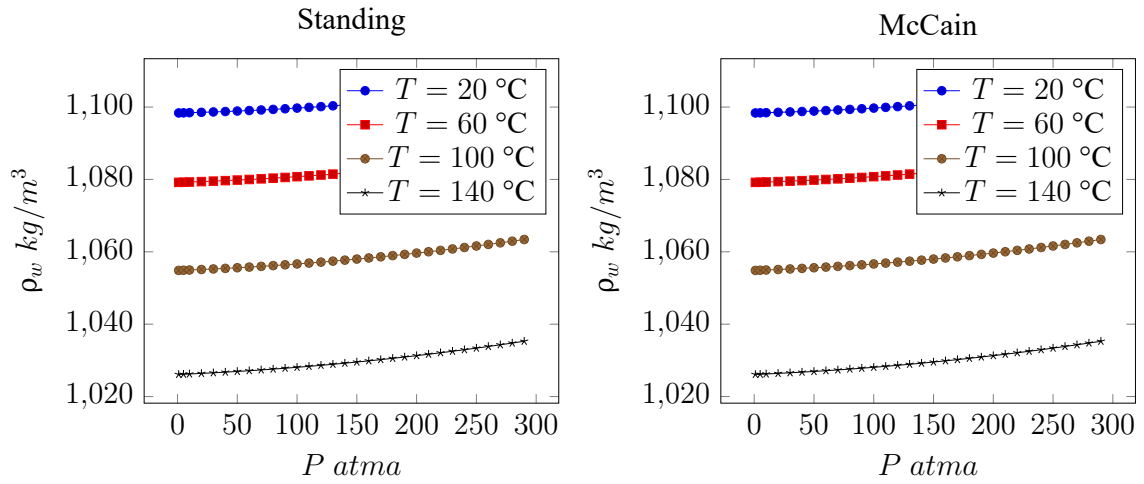 Standing
1,100
1,080
1,060
1,040
1,020
0 50 100 150 200 250 300
ρw kg/m³
P atma
T = 20 °C
T = 60 °C
T = 100 °C
T = 140 °C
McCain
1,100
1,080
1,060
1,040
1,020
0 50 100 150 200 250 300
ρw kg/m³
P atma
T = 20 °C
T = 60 °C
T = 100 °C
T = 140 °C